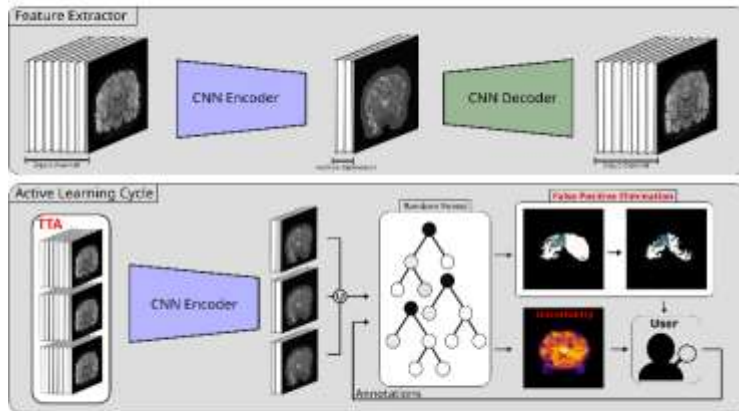 Feature Extractor
CNN Encoder
CNN Decoder
Active Learning Cycle
TTA
CNN Encoder
Random Forest
False Positive Elimination
Uncertainty
User
Annotations